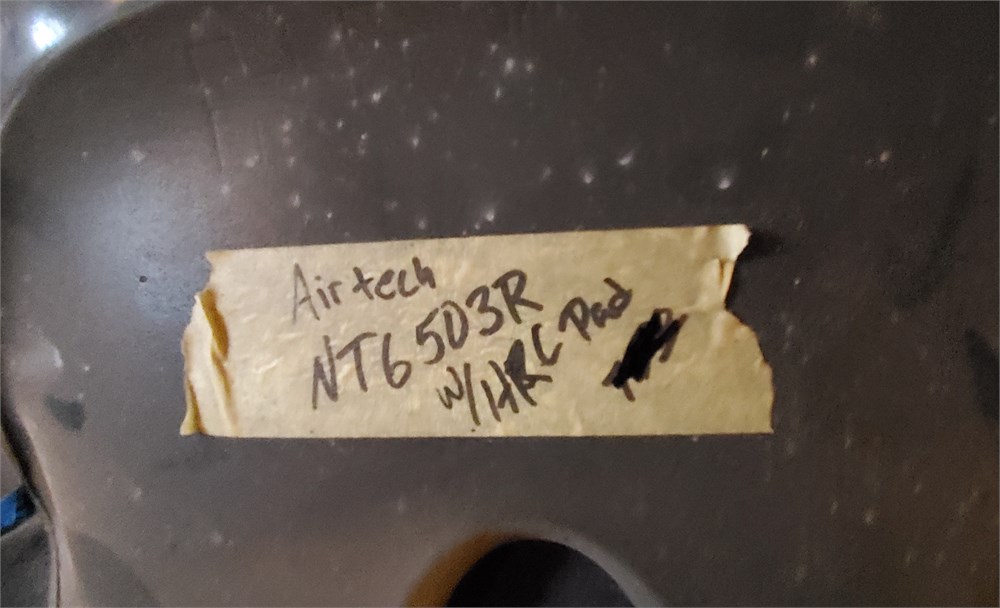 Airtech
NT6503R
w/HRC Pad